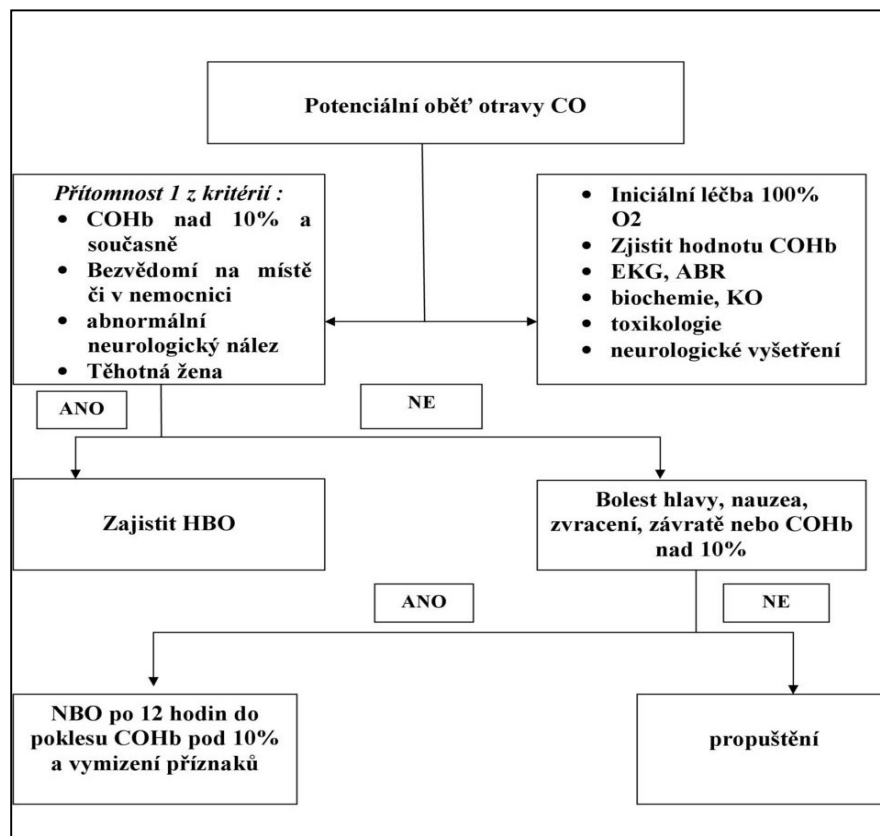 Potenciální oběť otravy CO
Přítomnost 1 z kritérií :
• COHb nad 10% a
současně
• Bezvědomí na místě
či v nemocnici
• abnormální
neurologický nález
• Těhotná žena
• Iniciální léčba 100%
O2
• Zjistit hodnotu COHb
• EKG, ABR
• biochemie, KO
• toxikologie
• neurologické vyšetření
ANO
NE
Zajistit HBO
Bolest hlavy, nauzea,
zvracení, závratě nebo COHb
nad 10%
ANO
NE
NBO po 12 hodin do
poklesu COHb pod 10%
a vymizení příznaků
propuštění